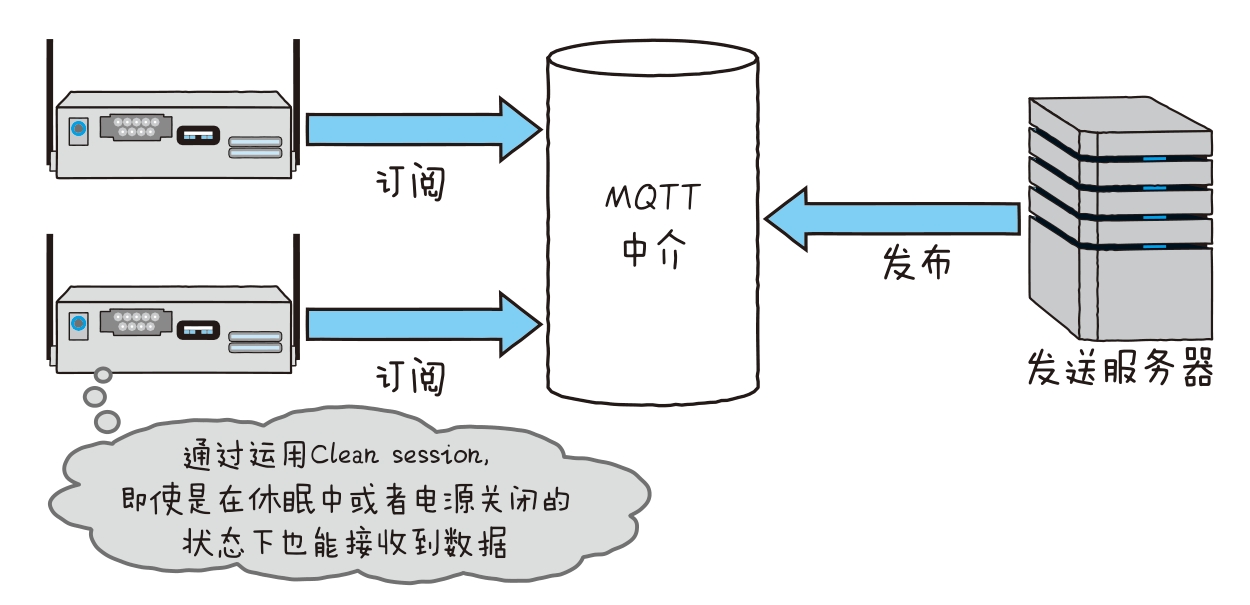 订阅
MQTT
中介
发布
订阅
发送服务器
通过运用Clean session,
即使是在休眠中或者电源关闭的
状态下也能接收到数据